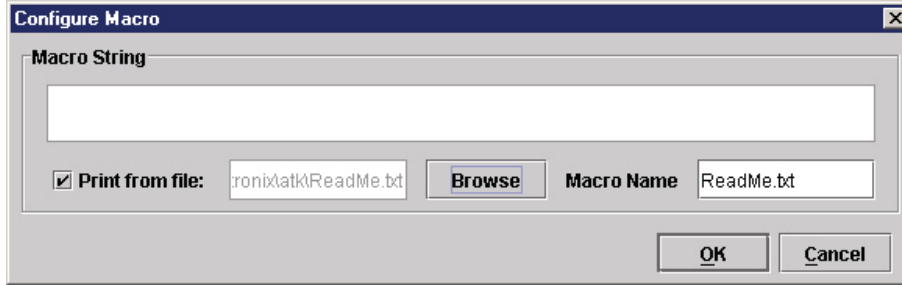 Configure Macro
Macro String
Print from file: ronix\atk\ReadMe.txt Browse Macro Name ReadMe.txt
OK Cancel